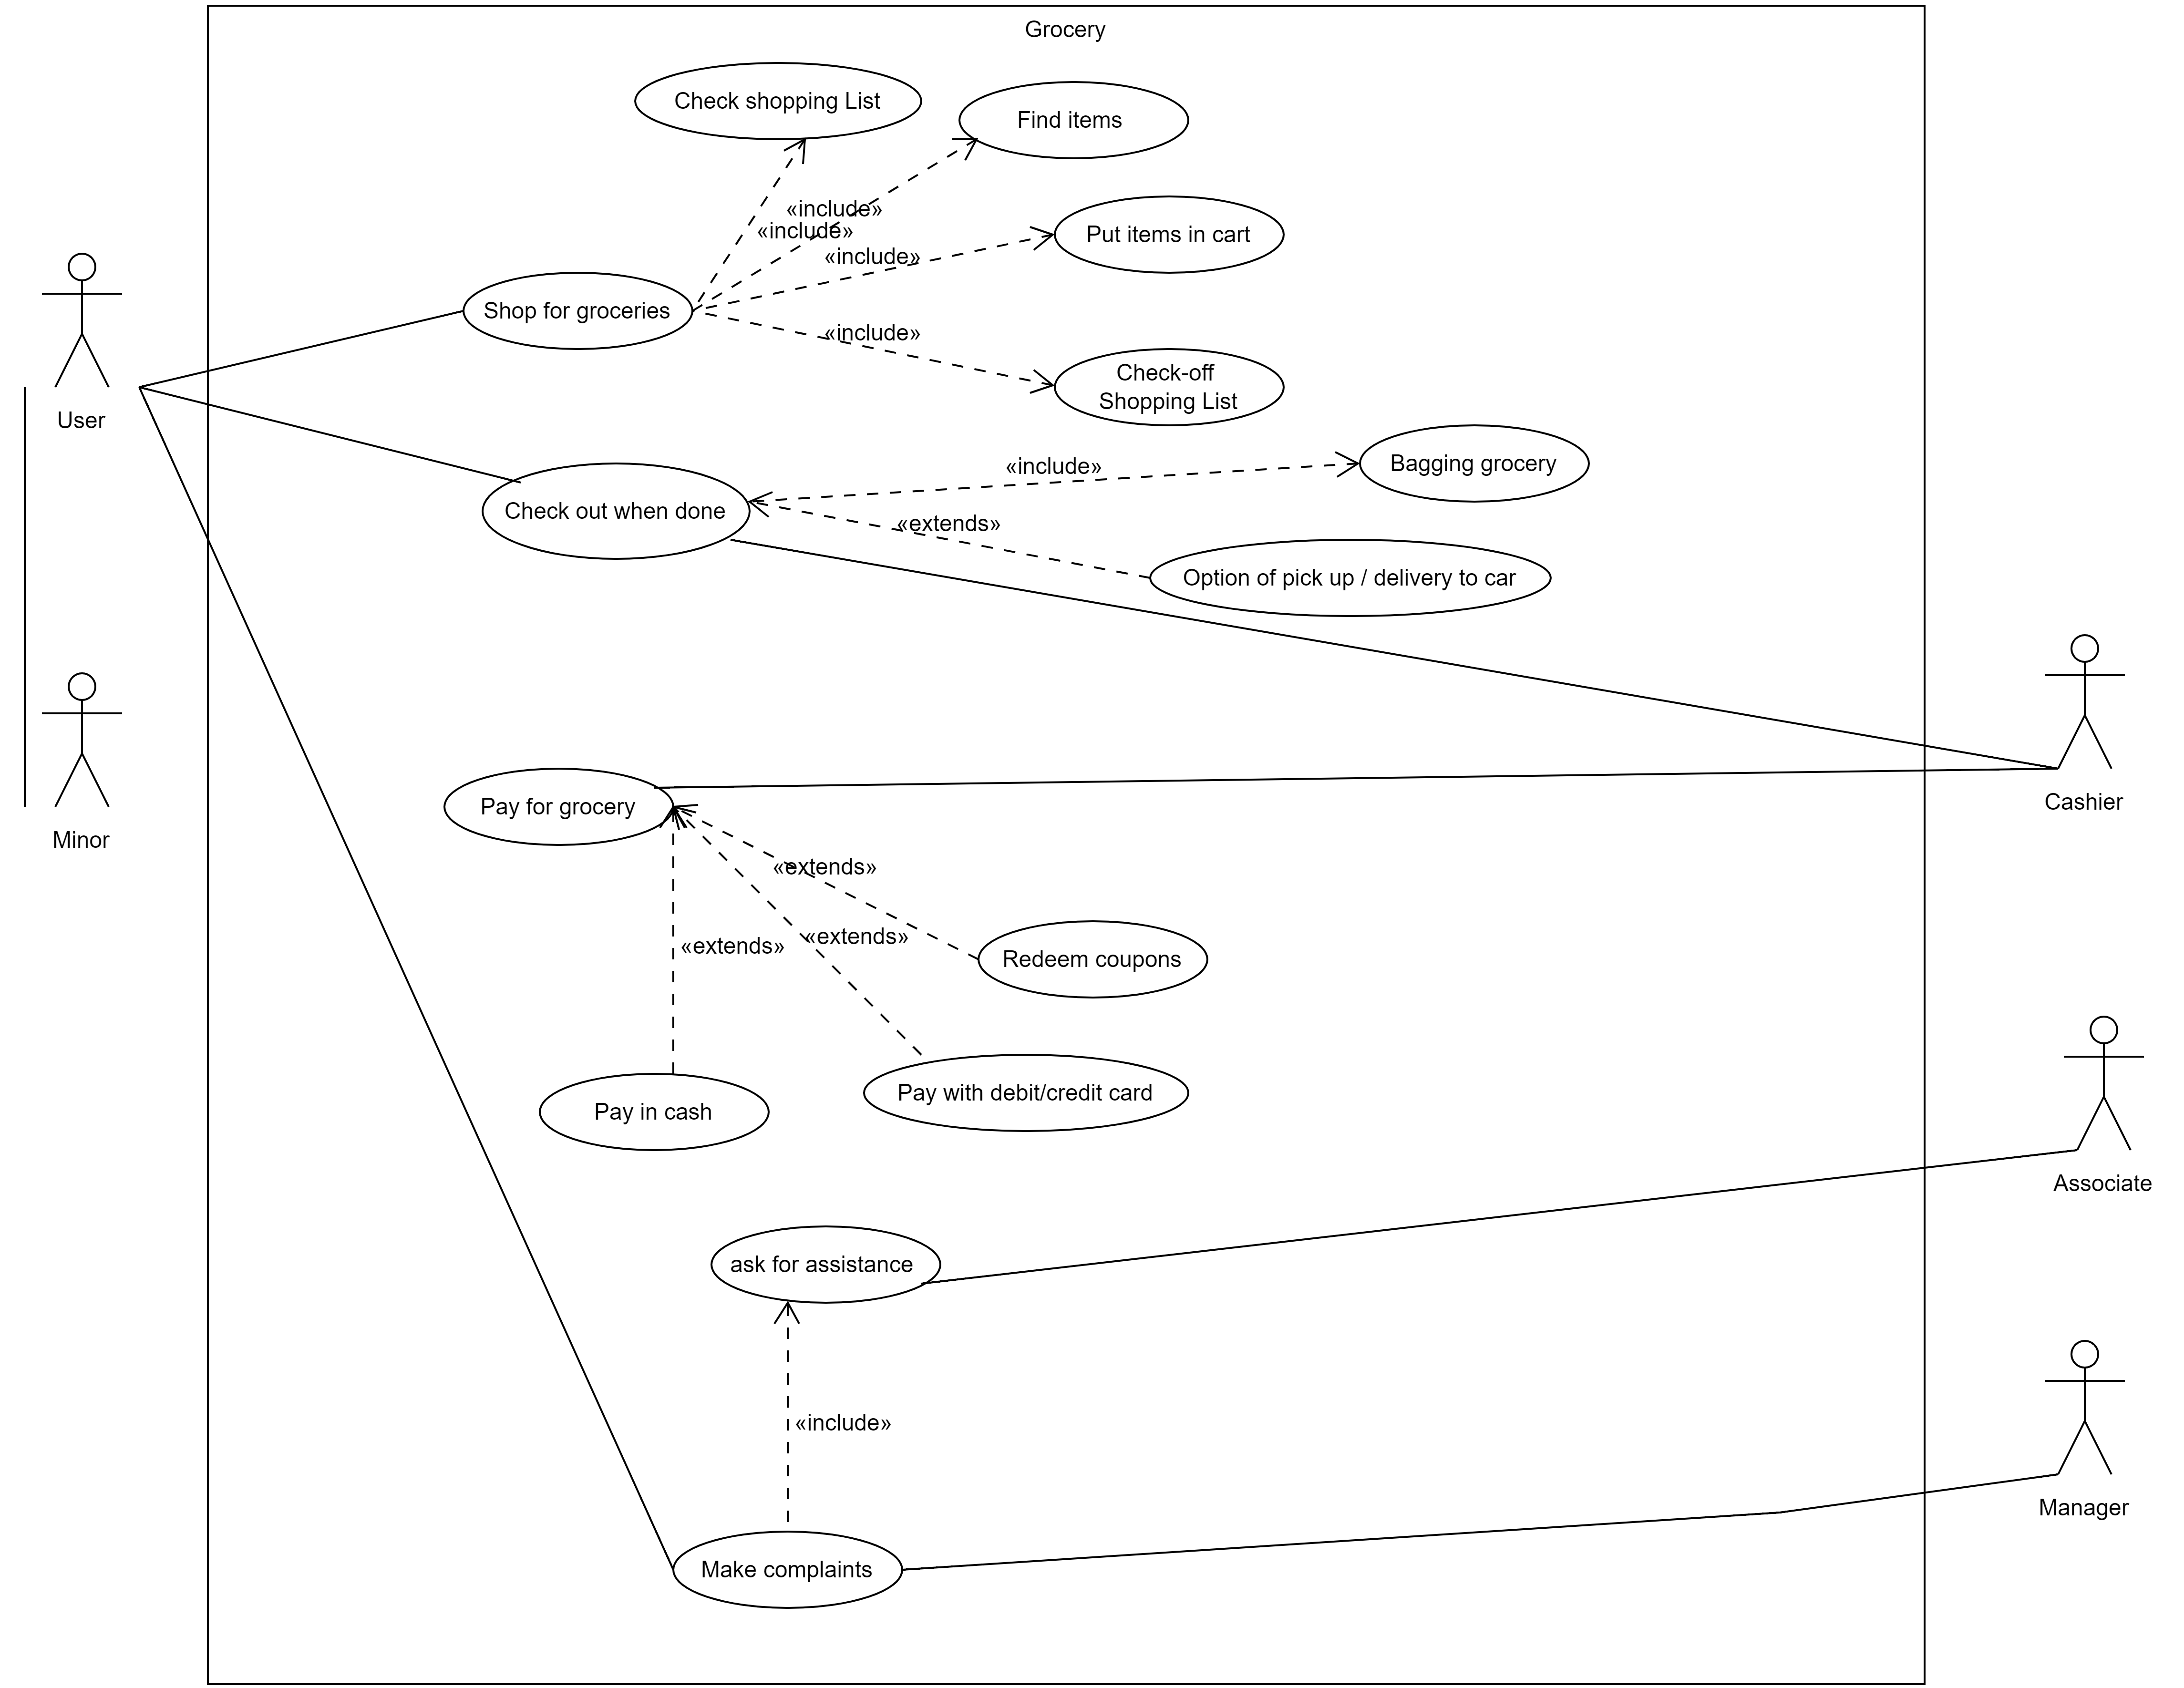 Grocery
Check shopping List
Find items
«include»
«include»
Put items in cart
«include»
Shop for groceries
«include»
Check-off
Shopping List
User
Bagging grocery
«include»
Check out when done
«extends»
Option of pick up / delivery to car
Cashier
Pay for grocery
Minor
«extends»
«extends»
«extends»
Redeem coupons
Pay with debit/credit card
Pay in cash
Associate
ask for assistance
«include»
Manager
Make complaints